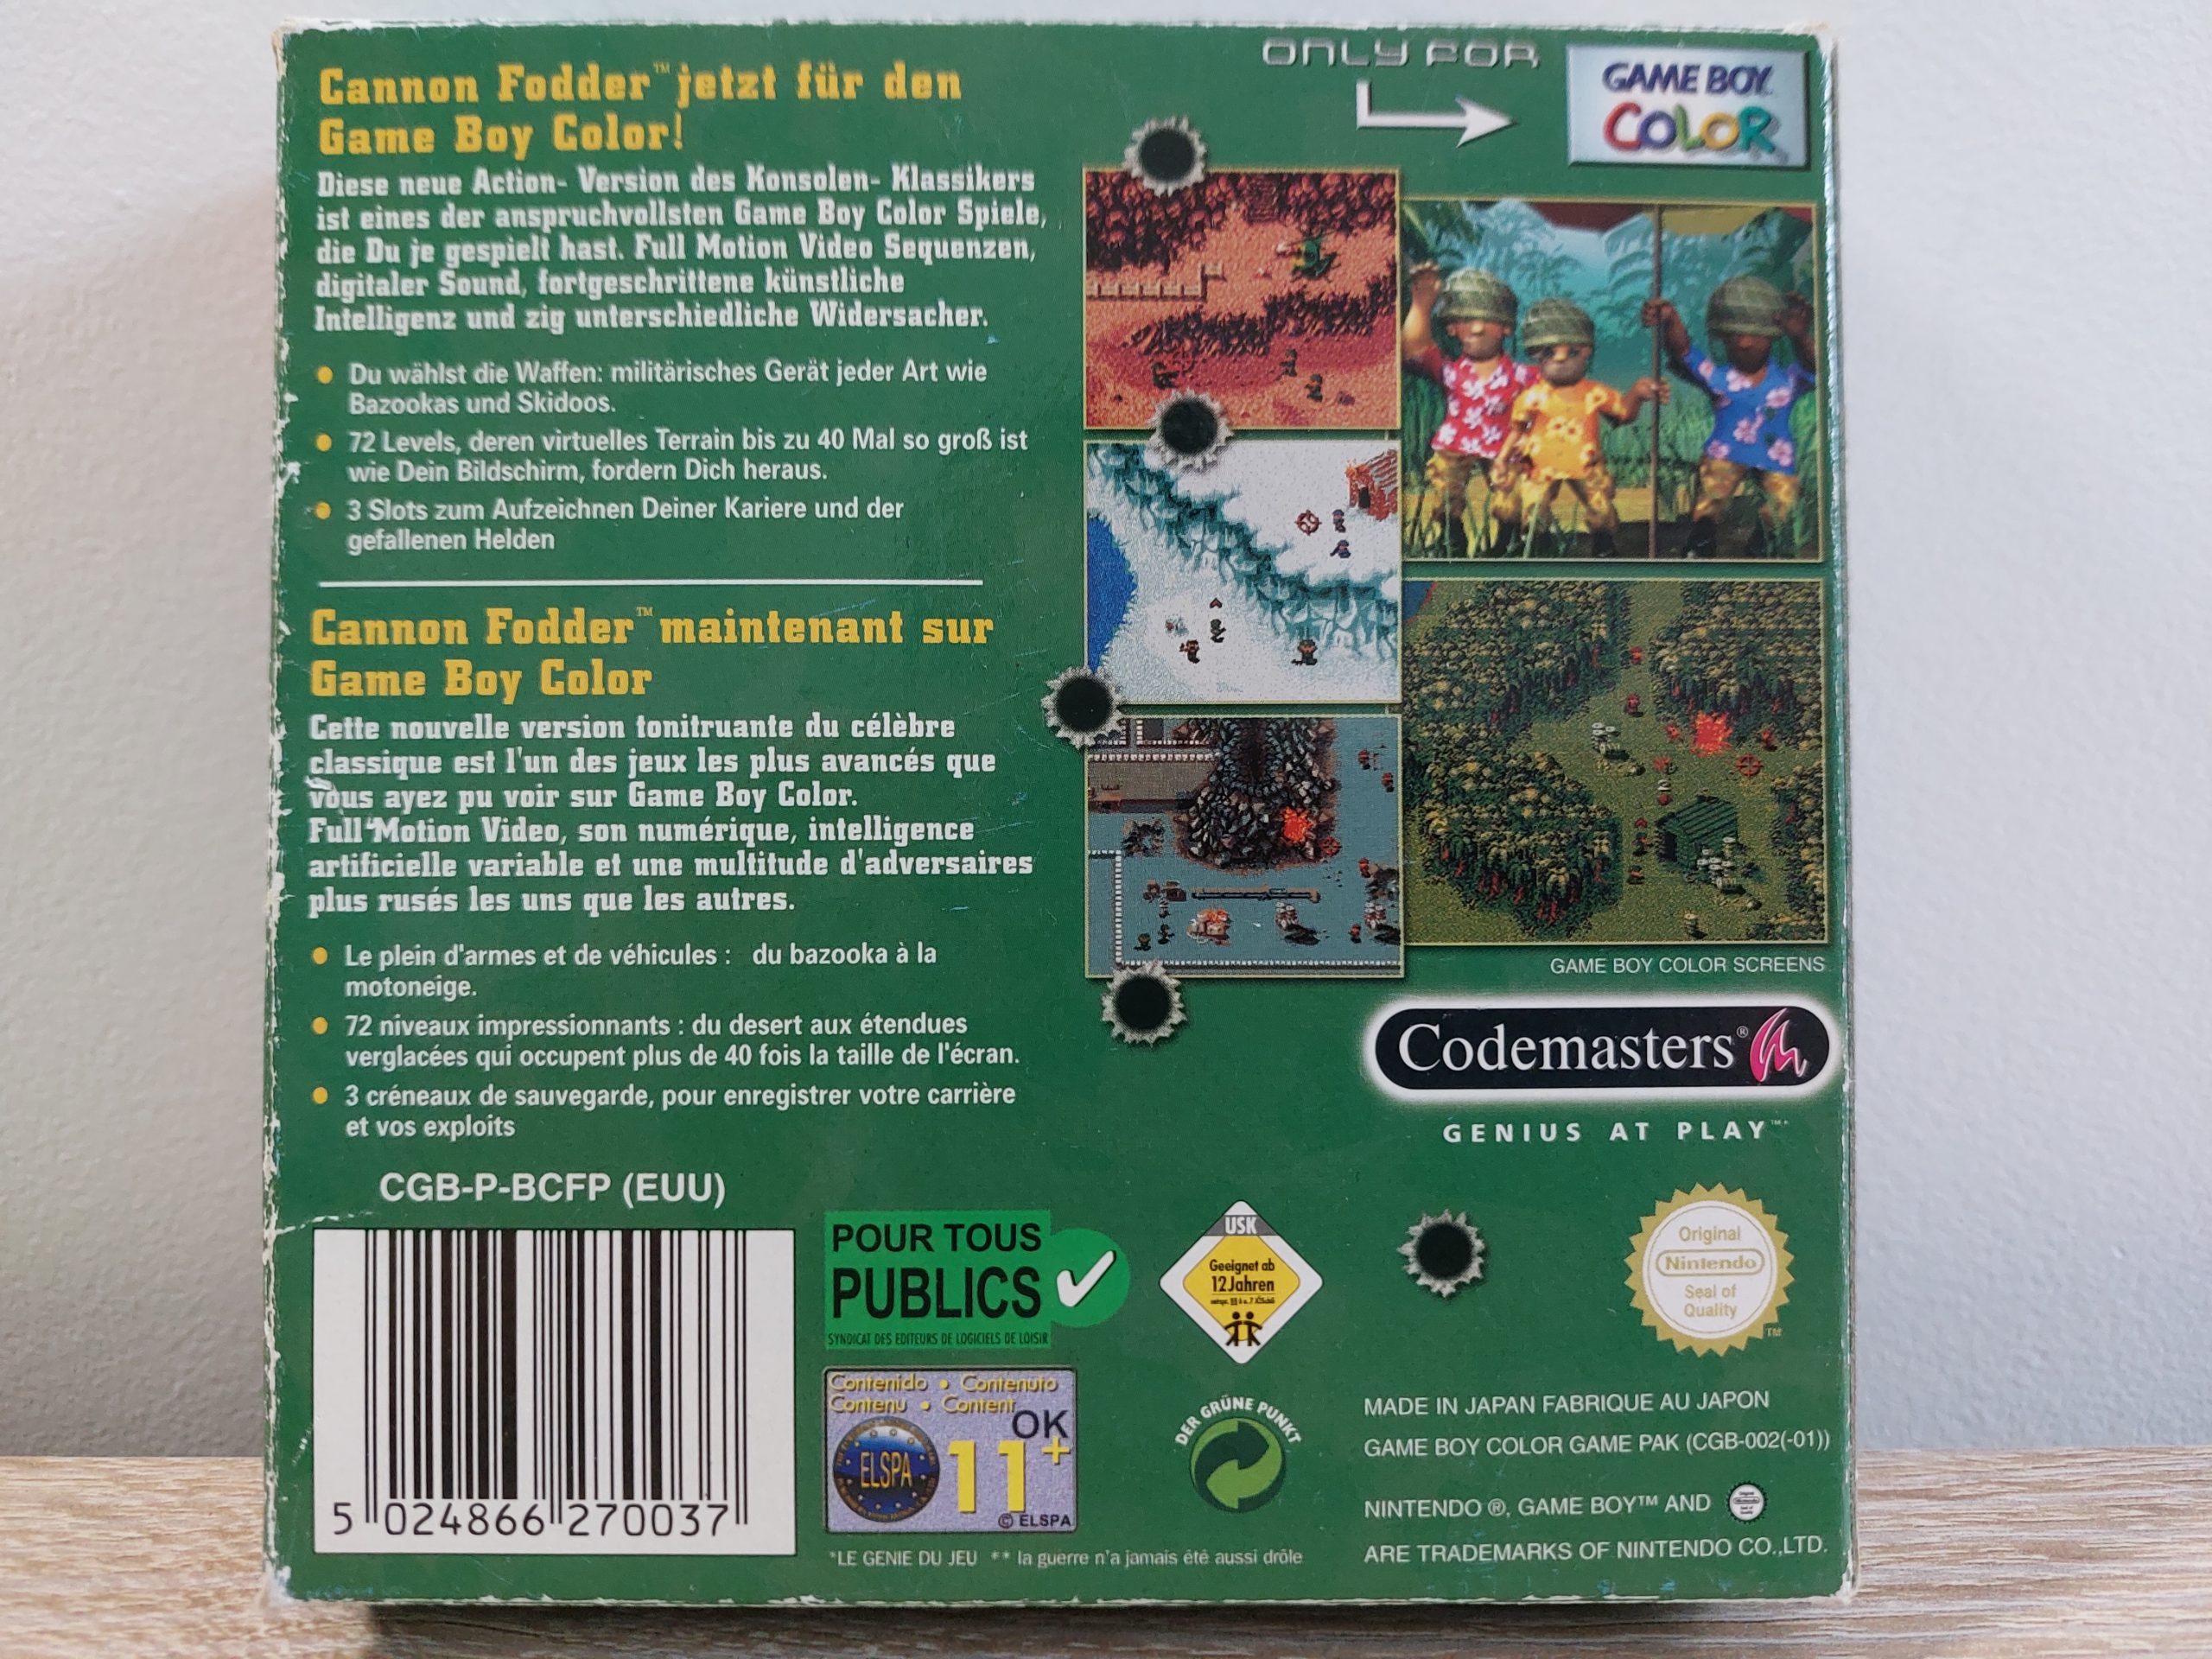 Cannon Fodder™ jetzt für den
Game Boy Color!
Diese neue Action- Version des Konsolen- Klassikers
ist eines der anspruchvollsten Game Boy Color Spiele,
die Du je gespielt hast. Full Motion Video Sequenzen,
digitaler Sound, fortgeschrittene künstliche
Intelligenz und zig unterschiedliche Widersacher.
Du wählst die Waffen: militärisches Gerät jeder Art wie
Bazookas und Skidoos.
72 Levels, deren virtuelles Terrain bis zu 40 Mal so groß ist
wie Dein Bildschirm, fordern Dich heraus.
3 Slots zum Aufzeichnen Deiner Kariere und der
gefallenen Helden
Cannon Fodder™ maintenant sur
Game Boy Color
Cette nouvelle version tonitruante du célèbre
classique est l'un des jeux les plus avancés que
vous ayez pu voir sur Game Boy Color.
Full Motion Video, son numérique, intelligence
artificielle variable et une multitude d'adversaires
plus rusés les uns que les autres.
Le plein d'armes et de véhicules : du bazooka à la
motoneige.
72 niveaux impressionnants : du desert aux étendues
verglacées qui occupent plus de 40 fois la taille de l'écran.
3 créneaux de sauvegarde, pour enregistrer votre carrière
et vos exploits
CGB-P-BCFP (EUU)
5 024866 270037
ONLY FOR
GAME BOY
COLOR
GAME BOY COLOR SCREENS
Codemasters®
GENIUS AT PLAY™*
POUR TOUS
PUBLICS
SYNDICAT DES EDITEURS DE LOGICIELS DE LOISIR
USK
Geeignet ab
12 Jahren
Original
Nintendo
Seal of
Quality
TM
Contenido • Contenuto
Contenu • Content
OK
ELSPA
11+
© ELSPA
DER GRÜNE PUNKT
*LE GENIE DU JEU ** la guerre n'a jamais été aussi drôle
MADE IN JAPAN FABRIQUE AU JAPON
GAME BOY COLOR GAME PAK (CGB-002(-01))
NINTENDO ®, GAME BOY™ AND
ARE TRADEMARKS OF NINTENDO CO.,LTD.